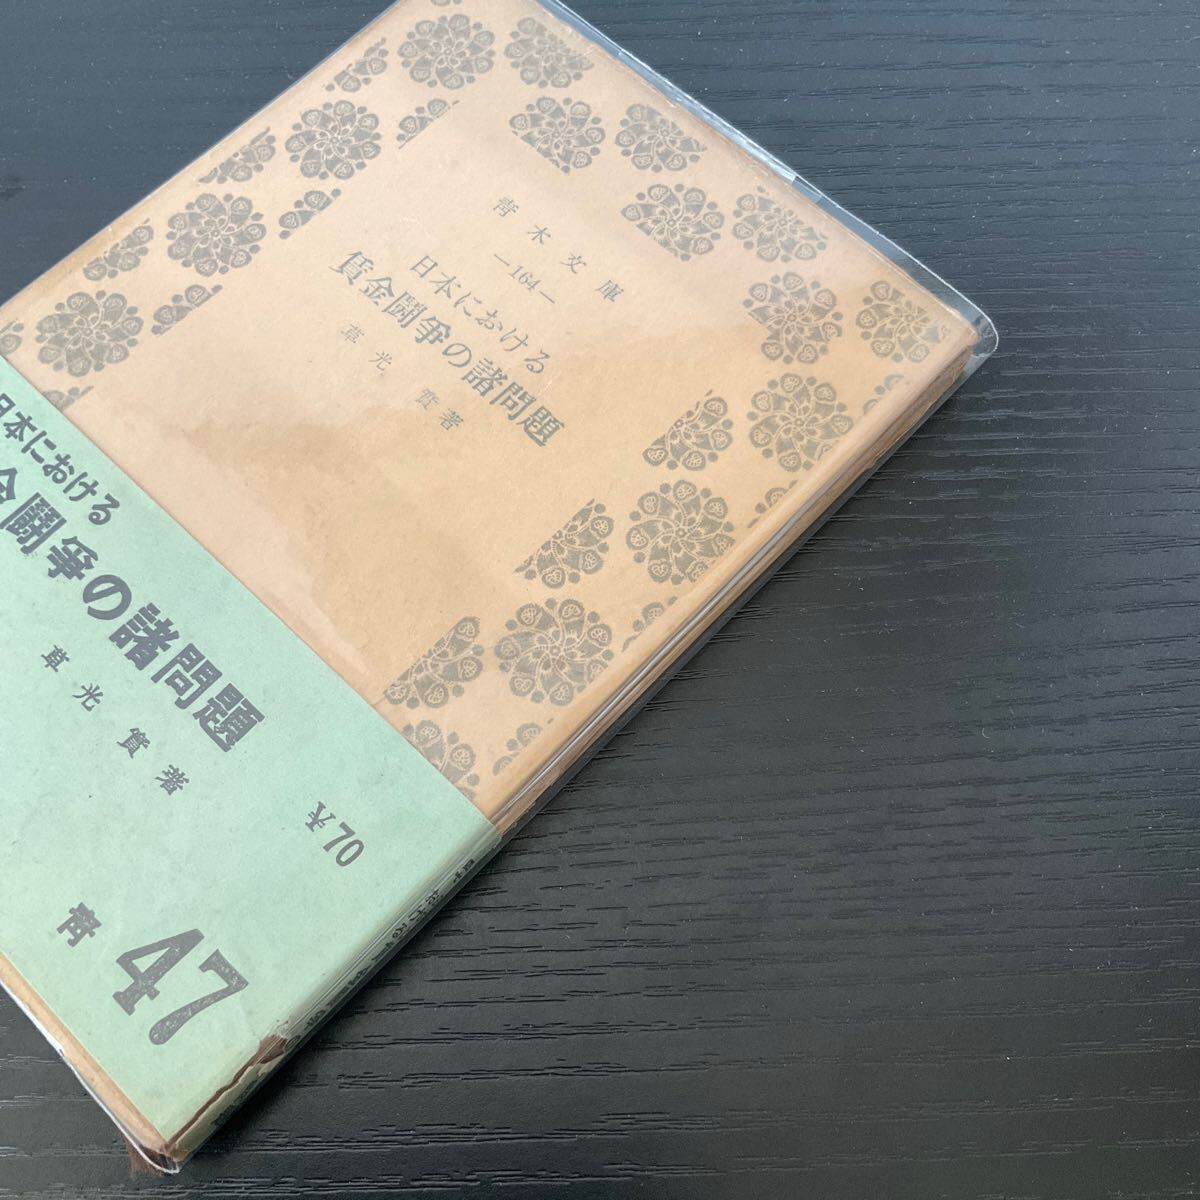 青木文庫
—164—
日本における
賃金闘爭の諸問題
草光 實著
日本における
金闘爭の諸問題
草光實著
¥70
青 47